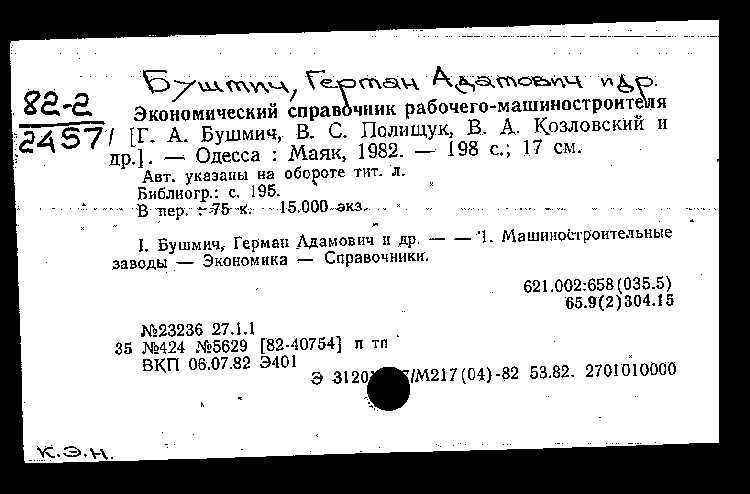 Бушмич, Герман Адамович и др.
82-2
2457
Экономический справочник рабочего-машиностроителя
/ [Г. А. Бушмич, В. С. Полищук, В. А. Козловский и
др.]. — Одесса : Маяк, 1982. — 198 с.; 17 см.
Авт. указаны на обороте тит. л.
Библиогр.: с. 195.
В пер. : 75 к. 15.000 экз.
I. Бушмич, Герман Адамович и др. — — 1. Машиностроительные
заводы — Экономика — Справочники.
621.002:658(035.5)
65.9(2)304.15
№23236 27.1.1
35 №424 №5629 [82-40754] п тп
ВКП 06.07.82 Э401
Э /М217(04)-82 53.82. 2701010000
К.Э.Н.